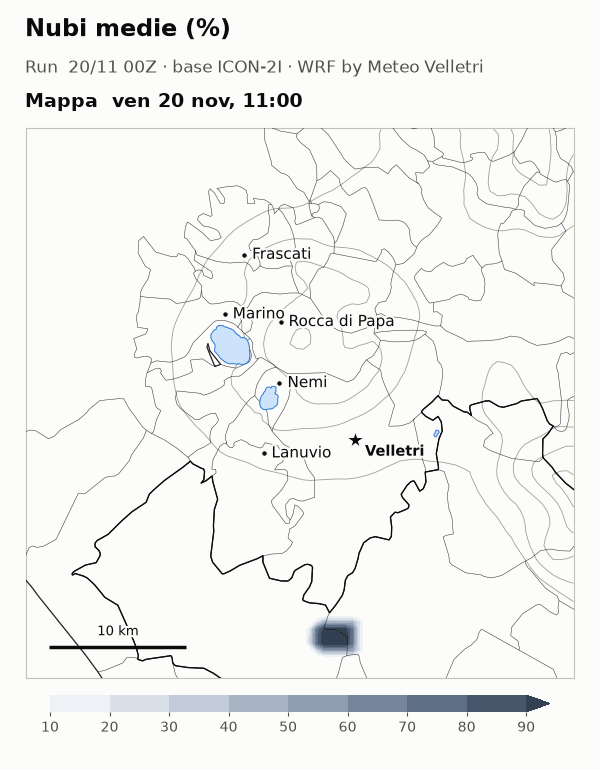 Nubi medie (%)
Run  20/11 00Z · base ICON-2I · WRF by Meteo Velletri
Mappa  ven 20 nov, 11:00
Frascati
Marino
Rocca di Papa
Nemi
Velletri
Lanuvio
10 km
10 20 30 40 50 60 70 80 90